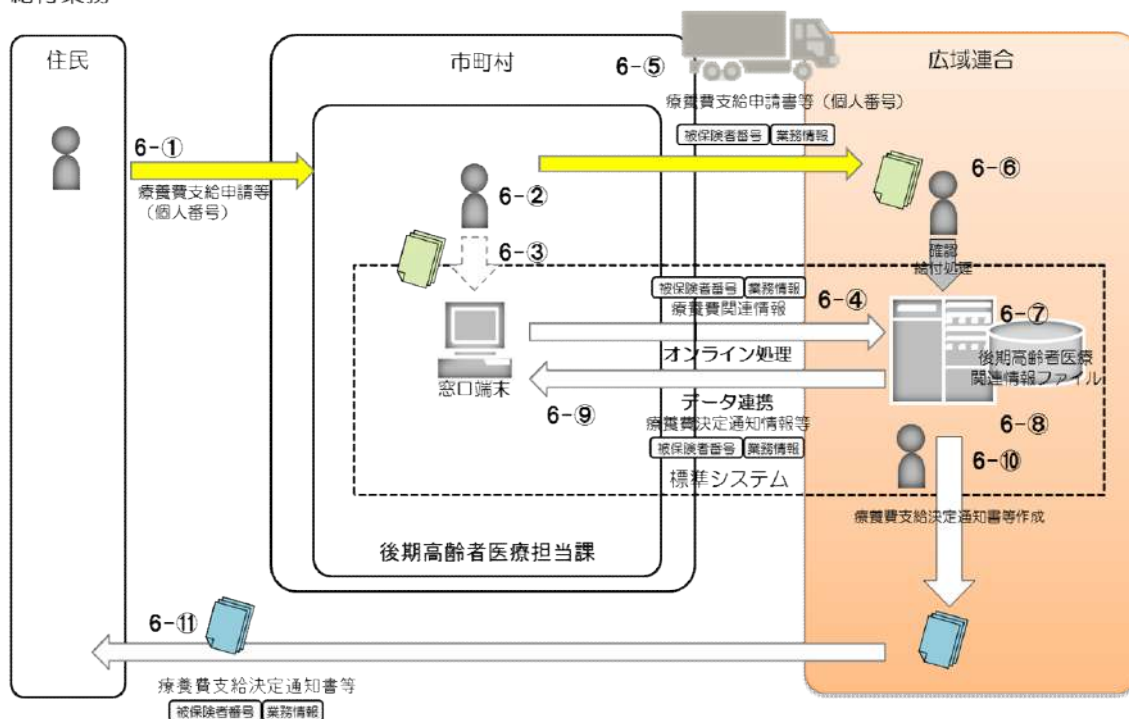 給付業務
住民
市町村
広域連合
6-⑤
療養費支給申請書等（個人番号）
被保険者番号 業務情報
6-①
療養費支給申請等
（個人番号）
6-②
6-⑥
6-③
確認
給付処理
被保険者番号 業務情報
療養費関連情報
6-④
オンライン処理
6-⑦
後期高齢者医療
関連情報ファイル
窓口端末
データ連携
6-⑨
療養費決定通知情報等
被保険者番号 業務情報
6-⑧
6-⑩
標準システム
療養費支給決定通知書等作成
後期高齢者医療担当課
6-⑪
療養費支給決定通知書等
被保険者番号 業務情報